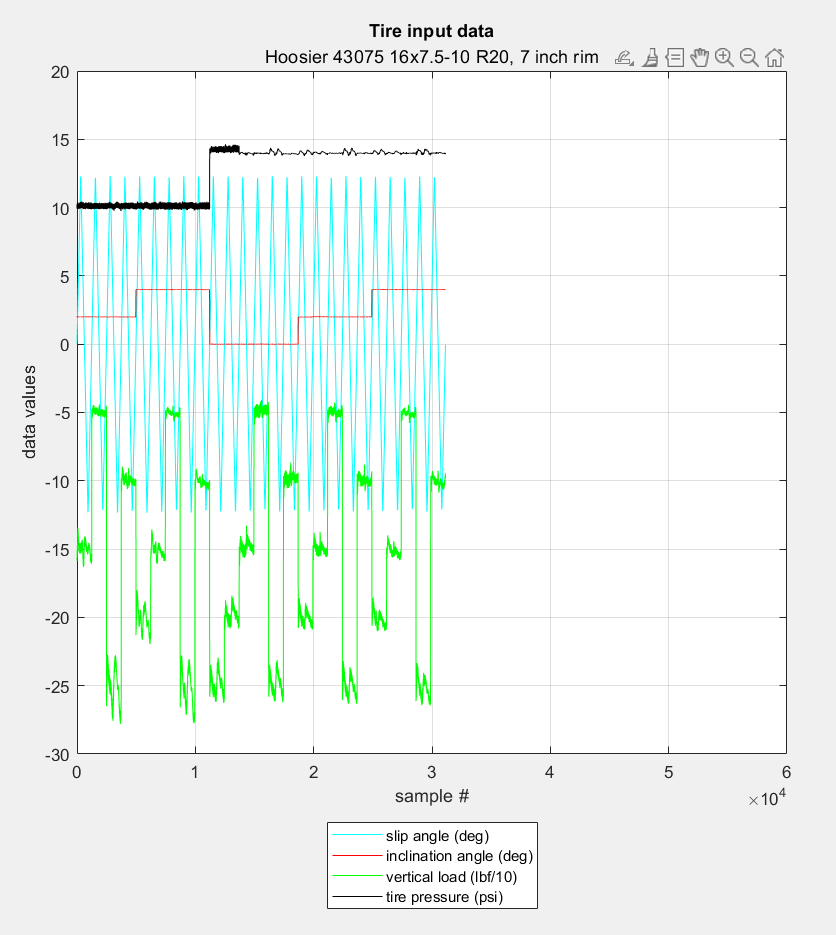 Tire input data
Hoosier 43075 16x7.5-10 R20, 7 inch rim
20
15
10
5
0
-5
-10
-15
-20
-25
-30
data values
0 1 2 3 4 5 6
sample #
×10⁴
slip angle (deg)
inclination angle (deg)
vertical load (lbf/10)
tire pressure (psi)